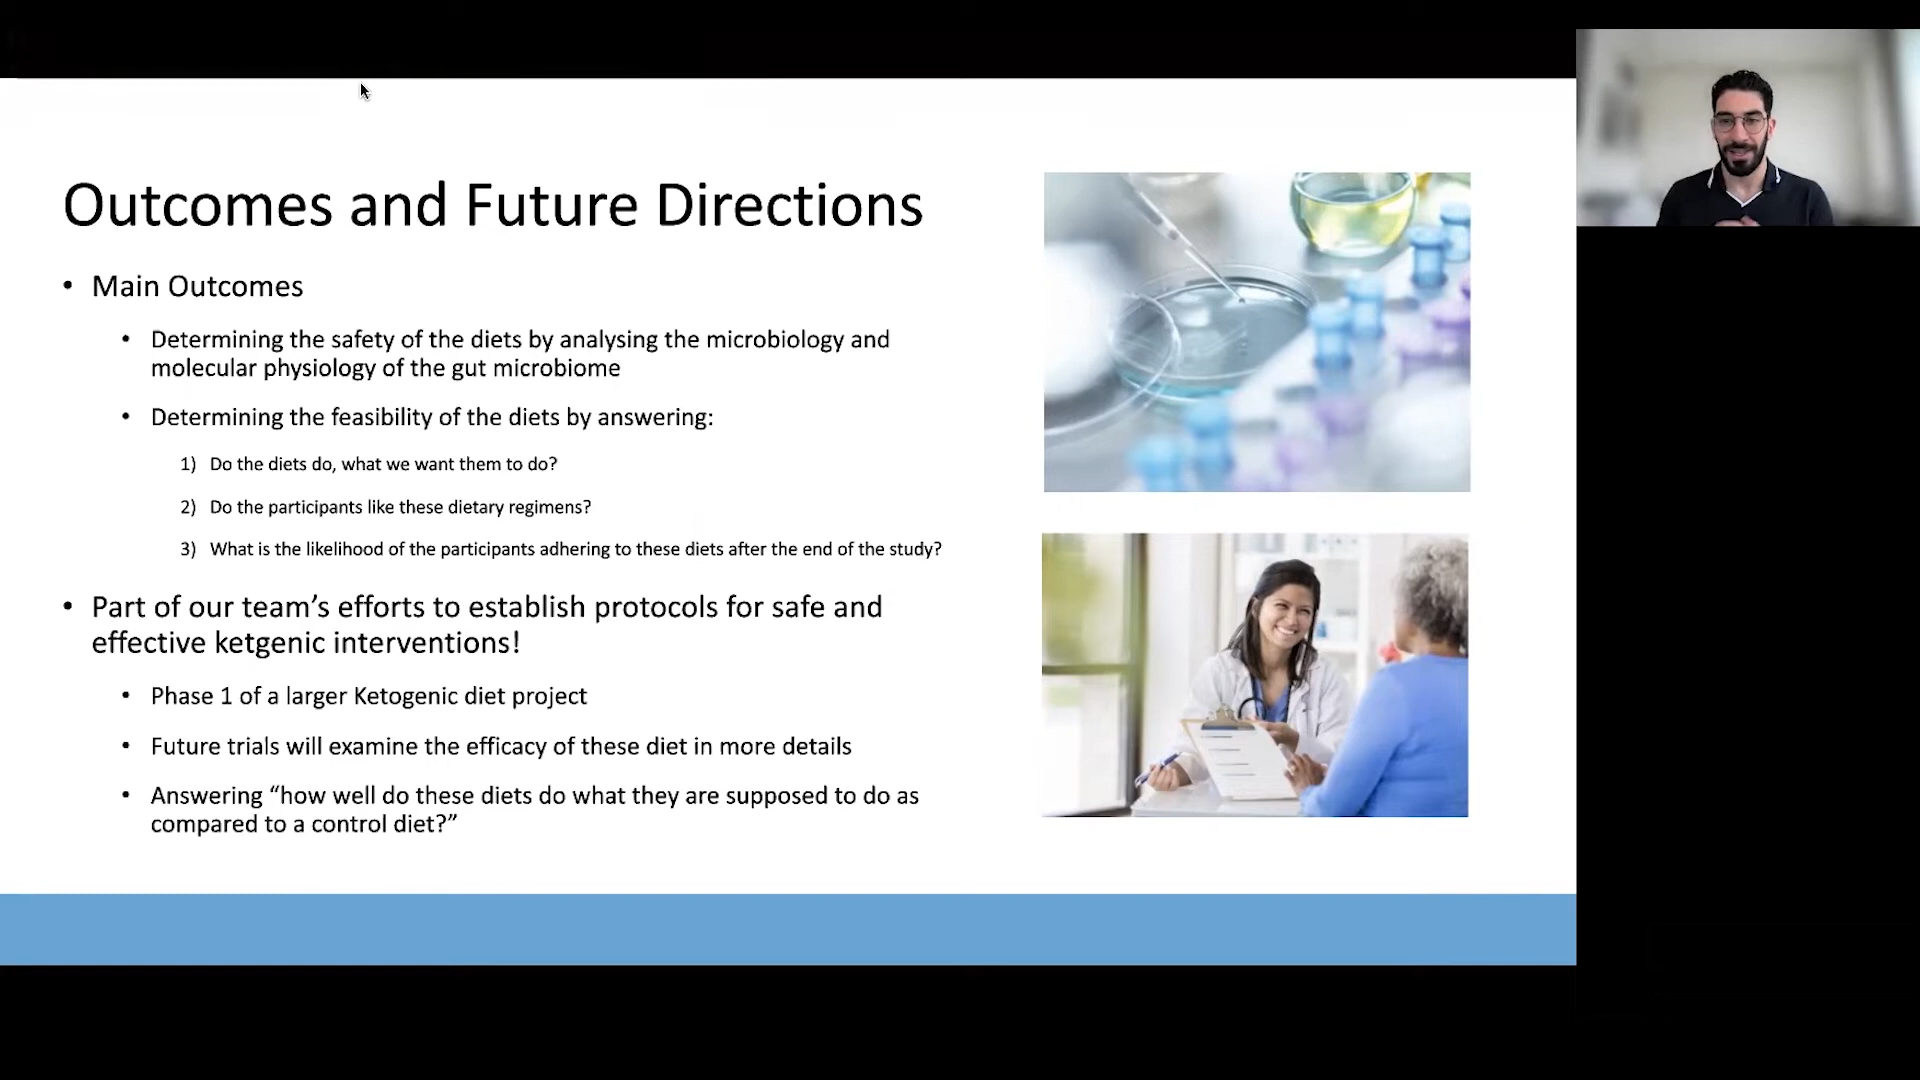 Outcomes and Future Directions
• Main Outcomes
• Determining the safety of the diets by analysing the microbiology and
molecular physiology of the gut microbiome
• Determining the feasibility of the diets by answering:
1) Do the diets do, what we want them to do?
2) Do the participants like these dietary regimens?
3) What is the likelihood of the participants adhering to these diets after the end of the study?
• Part of our team’s efforts to establish protocols for safe and
effective ketgenic interventions!
• Phase 1 of a larger Ketogenic diet project
• Future trials will examine the efficacy of these diet in more details
• Answering “how well do these diets do what they are supposed to do as
compared to a control diet?”